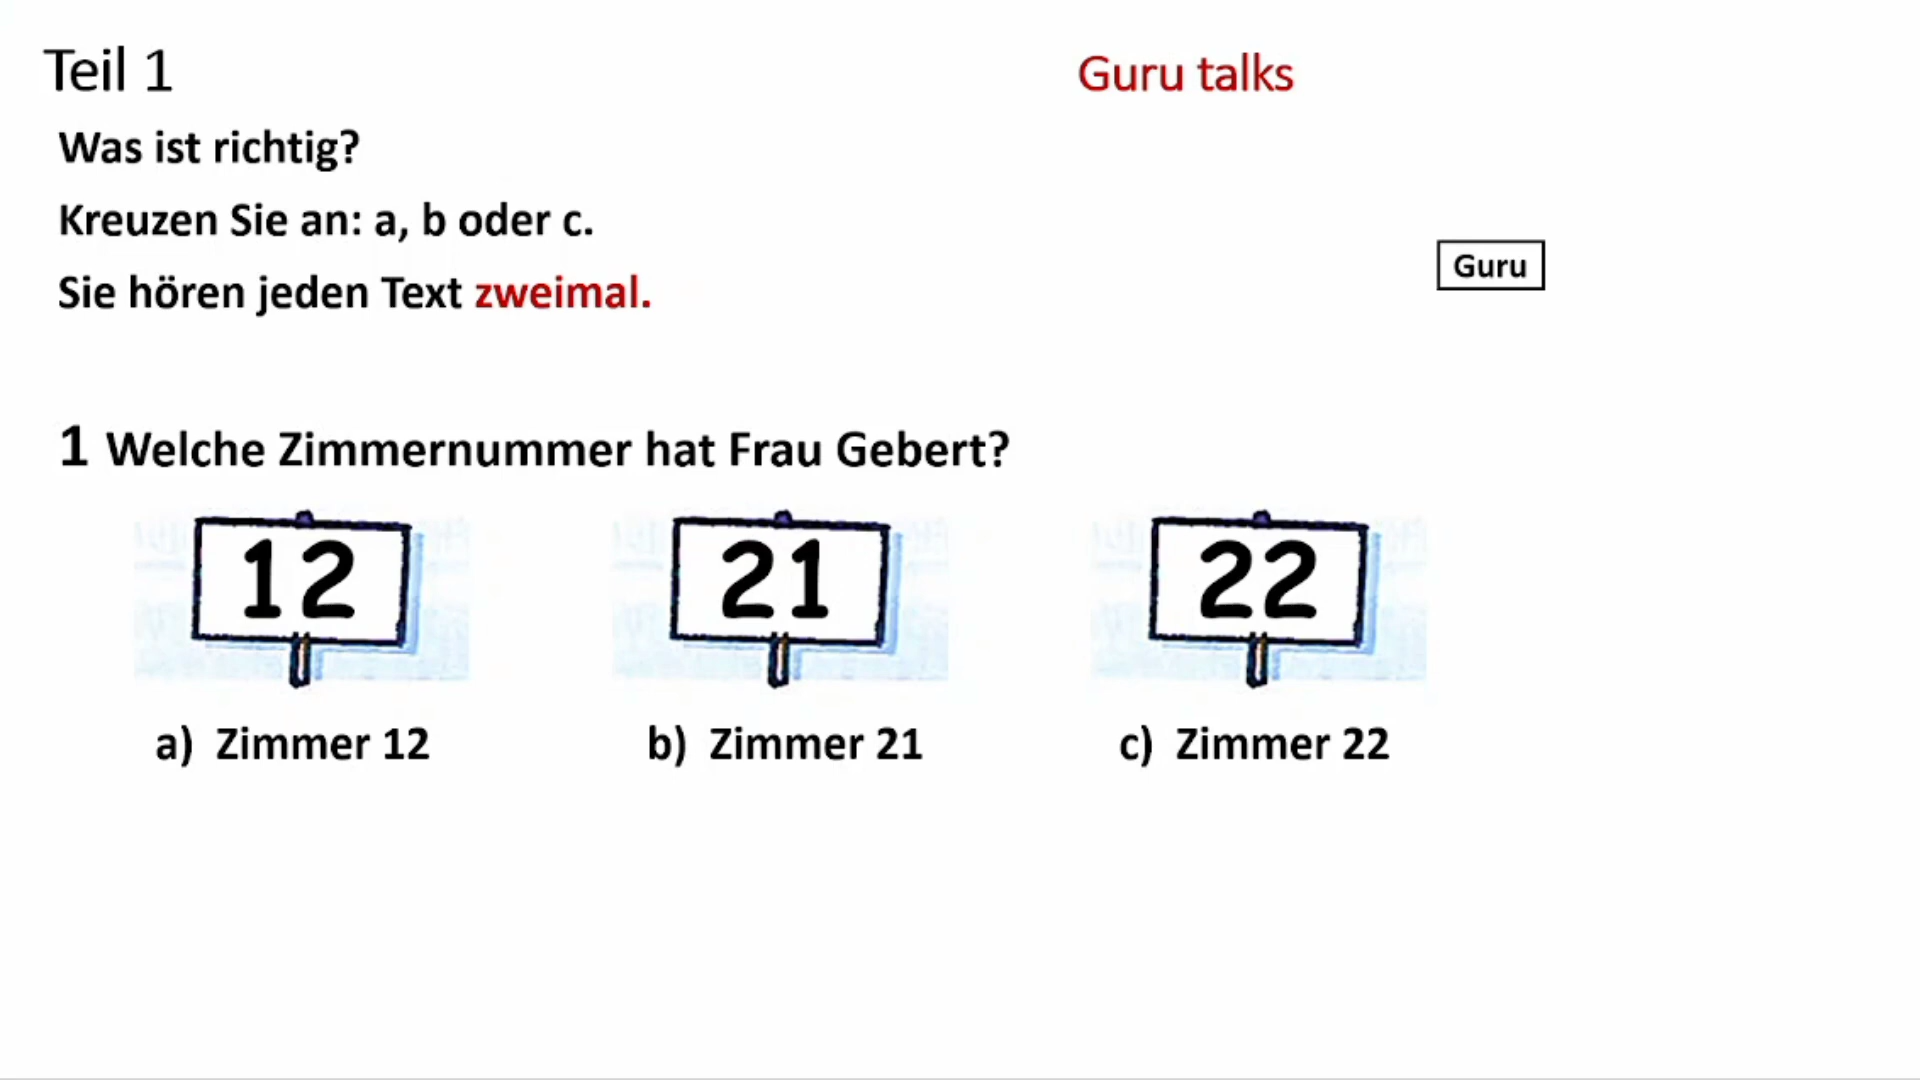 Teil 1
Guru talks
Was ist richtig?
Kreuzen Sie an: a, b oder c.
Guru
Sie hören jeden Text zweimal.
1 Welche Zimmernummer hat Frau Gebert?
12 21 22
a) Zimmer 12 b) Zimmer 21 c) Zimmer 22